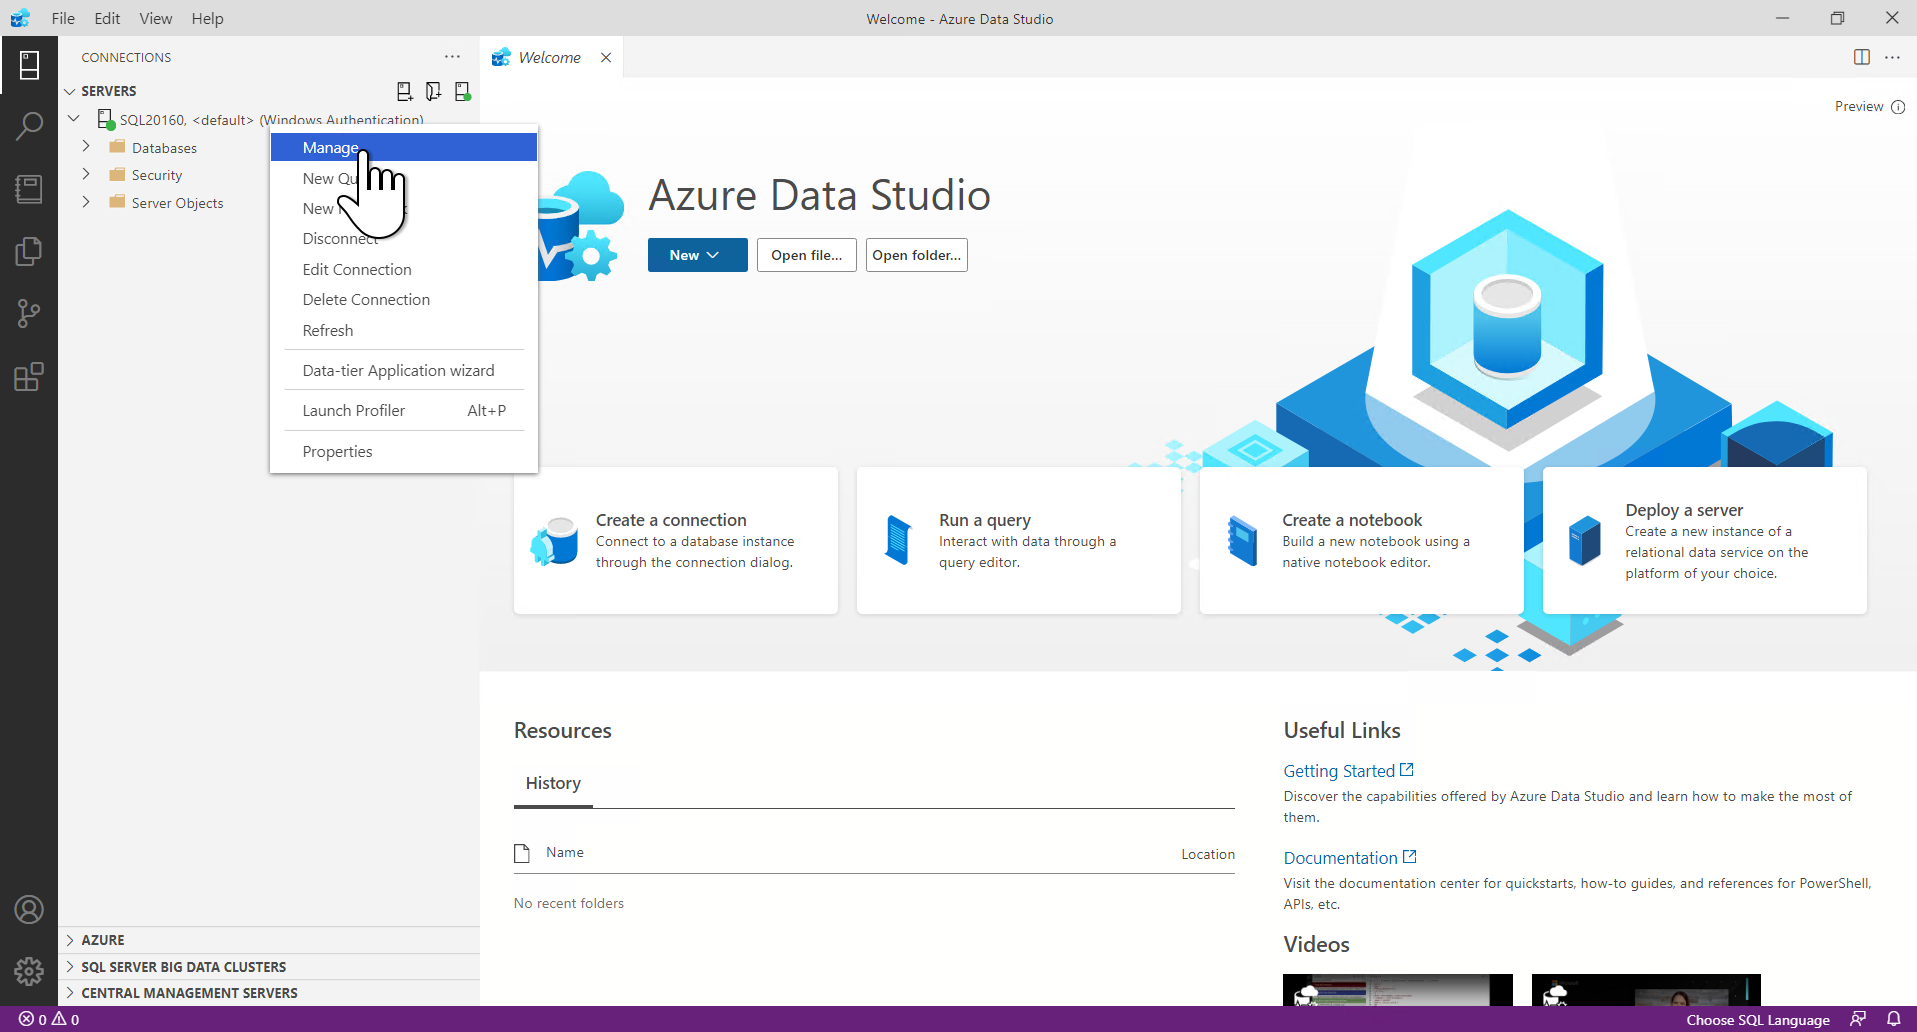 File Edit View Help
Welcome - Azure Data Studio
CONNECTIONS
Welcome
SERVERS
SQL20160, <default> (Windows Authentication)
Databases
Security
Server Objects
Manage
New Qu
New
Disconnect
Edit Connection
Delete Connection
Refresh
Data-tier Application wizard
Launch Profiler Alt+P
Properties
Preview
Azure Data Studio
New
Open file...
Open folder...
Create a connection
Connect to a database instance
through the connection dialog.
Run a query
Interact with data through a
query editor.
Create a notebook
Build a new notebook using a
native notebook editor.
Deploy a server
Create a new instance of a
relational data service on the
platform of your choice.
Resources
History
Name
Location
No recent folders
Useful Links
Getting Started
Discover the capabilities offered by Azure Data Studio and learn how to make the most of
them.
Documentation
Visit the documentation center for quickstarts, how-to guides, and references for PowerShell,
APIs, etc.
Videos
AZURE
SQL SERVER BIG DATA CLUSTERS
CENTRAL MANAGEMENT SERVERS
0 0
Choose SQL Language